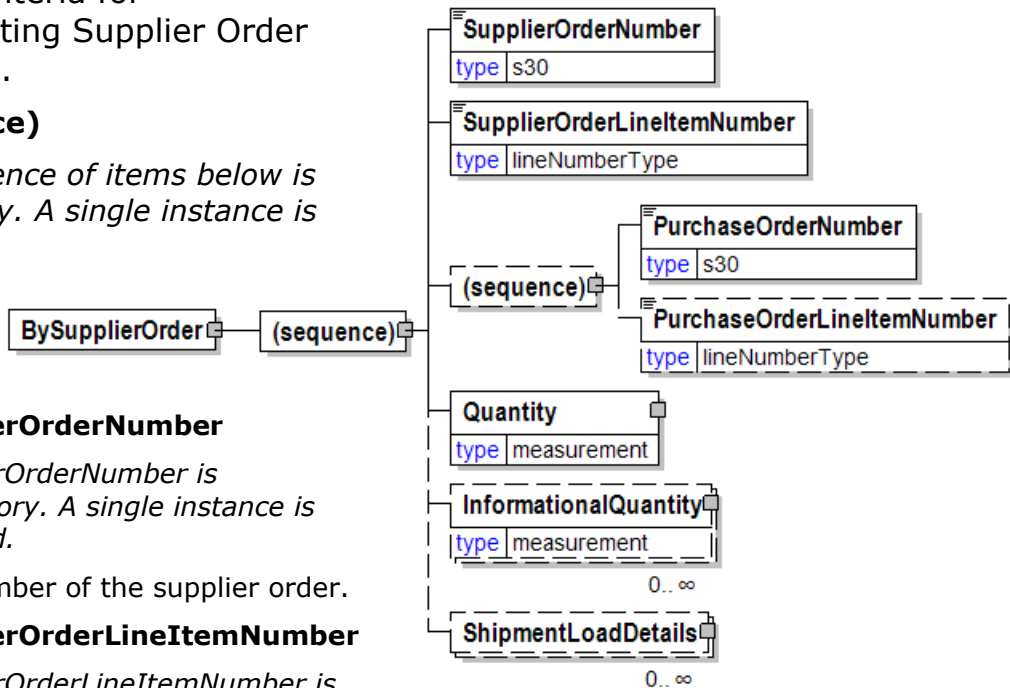 ting Supplier Order
.
ce)
ence of items below is
y. A single instance is
erOrderNumber
rOrderNumber is
ory. A single instance is
d.
mber of the supplier order.
erOrderLineItemNumber
rOrderLineItemNumber is
BySupplierOrder
(sequence)
SupplierOrderNumber
type s30
SupplierOrderLineItemNumber
type lineNumberType
(sequence)
PurchaseOrderNumber
type s30
PurchaseOrderLineItemNumber
type lineNumberType
Quantity
type measurement
InformationalQuantity
type measurement
0.. ∞
ShipmentLoadDetails
0.. ∞